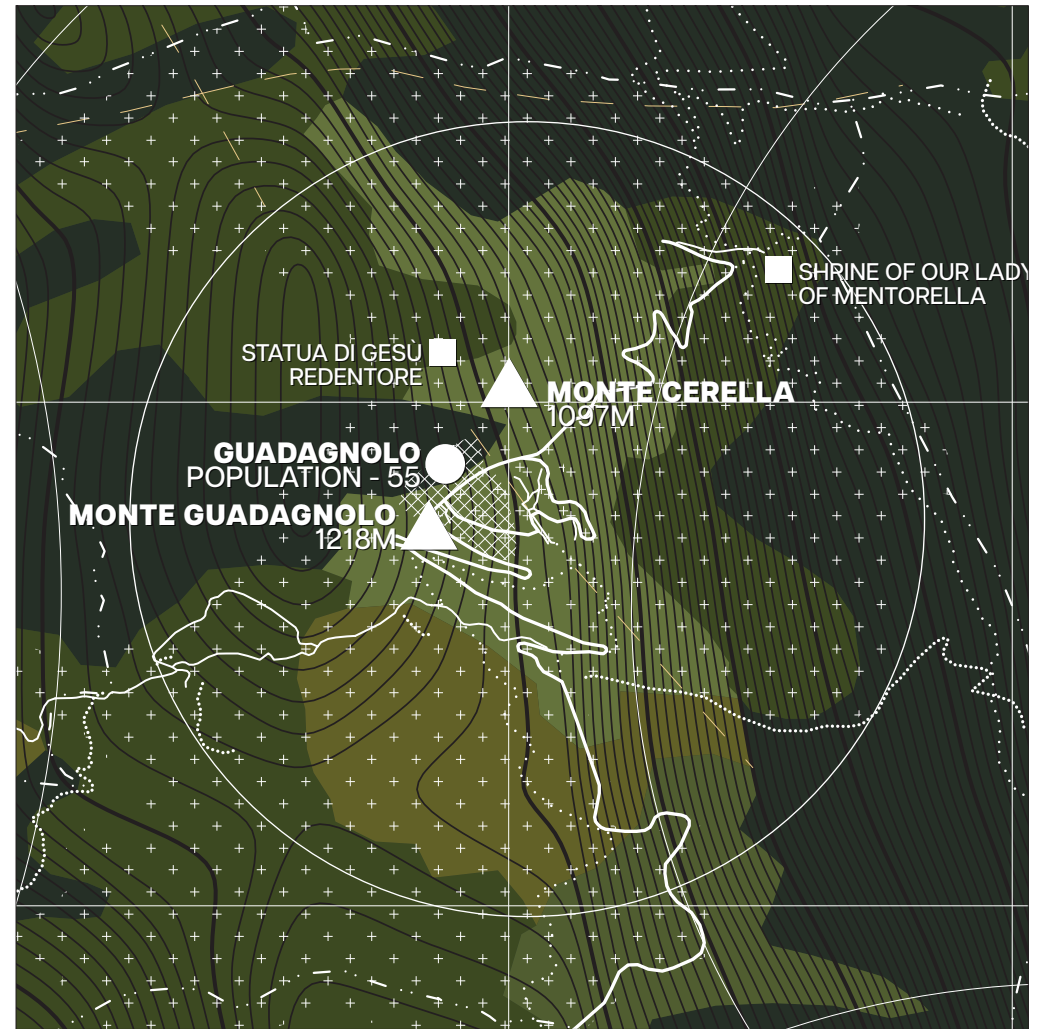 SHRINE OF OUR LADY
OF MENTORELLA
STATUA DI GESÙ
REDENTORE
MONTE CERELLA
1097M
GUADAGNOLO
POPULATION - 55
MONTE GUADAGNOLO
1218M